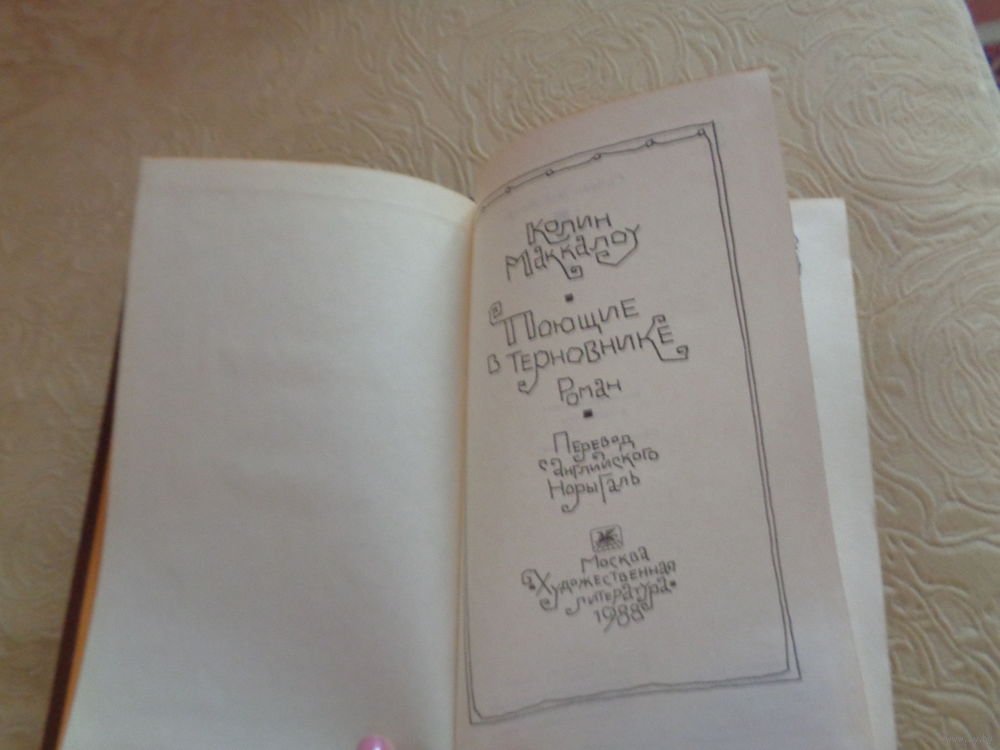 Колин
Маккалоу
Поющие
в терновнике
Роман
Перевод
с английского
Норы Галь
Москва
«Художественная
литература»
1988